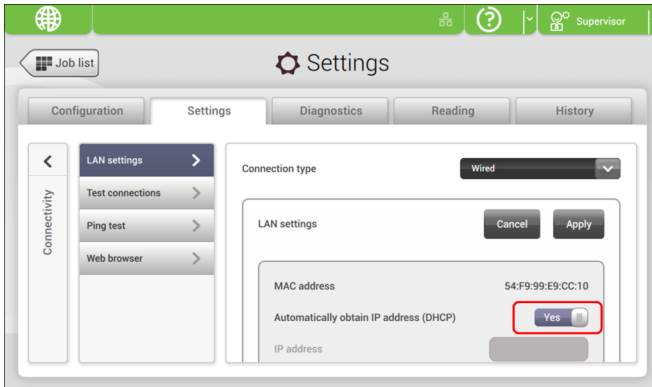 Supervisor
Job list
Settings
Configuration
Settings
Diagnostics
Reading
History
Connectivity
LAN settings
Test connections
Ping test
Web browser
Connection type
Wired
LAN settings
Cancel
Apply
MAC address
54:F9:99:E9:CC:10
Automatically obtain IP address (DHCP)
Yes
IP address